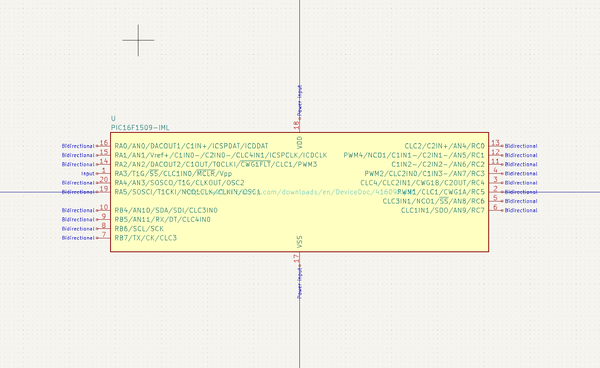 Power input
18
VDD
U
PIC16F1509-IML
Bidirectional 16 RA0/AN0/DACOUT1/C1IN+/ICSPDAT/ICDDAT CLC2/C2IN+/AN4/RC0 13 Bidirectional
Bidirectional 15 RA1/AN1/Vref+/C1IN0-/C2IN0-/CLC4IN1/ICSPCLK/ICDCLK PWM4/NCO1/C1IN1-/C2IN1-/AN5/RC1 12 Bidirectional
Bidirectional 14 RA2/AN2/DACOUT2/C1OUT/T0CLKI/CWG1FLT/CLC1/PWM3 C1IN2-/C2IN2-/AN6/RC2 11 Bidirectional
Input 1 RA3/T1G/SS/CLC1IN0/MCLR/Vpp PWM2/CLC2IN0/C1IN3-/AN7/RC3 4 Bidirectional
Bidirectional 20 RA4/AN3/SOSCO/T1G/CLKOUT/OSC2 CLC4/CLC2IN1/CWG1B/C2OUT/RC4 3 Bidirectional
Bidirectional 19 RA5/SOSCI/T1CKI/NCO1CLK/CLKIN/OSC1 .com/downloads/en/DeviceDoc/41609 PWM1/CLC1/CWG1A/RC5 2 Bidirectional
CLC3IN1/NCO1/SS/AN8/RC6 5 Bidirectional
Bidirectional 10 RB4/AN10/SDA/SDI/CLC3IN0 CLC1IN1/SDO/AN9/RC7 6 Bidirectional
Bidirectional 9 RB5/AN11/RX/DT/CLC4IN0
Bidirectional 8 RB6/SCL/SCK
Bidirectional 7 RB7/TX/CK/CLC3
VSS
17
Power input